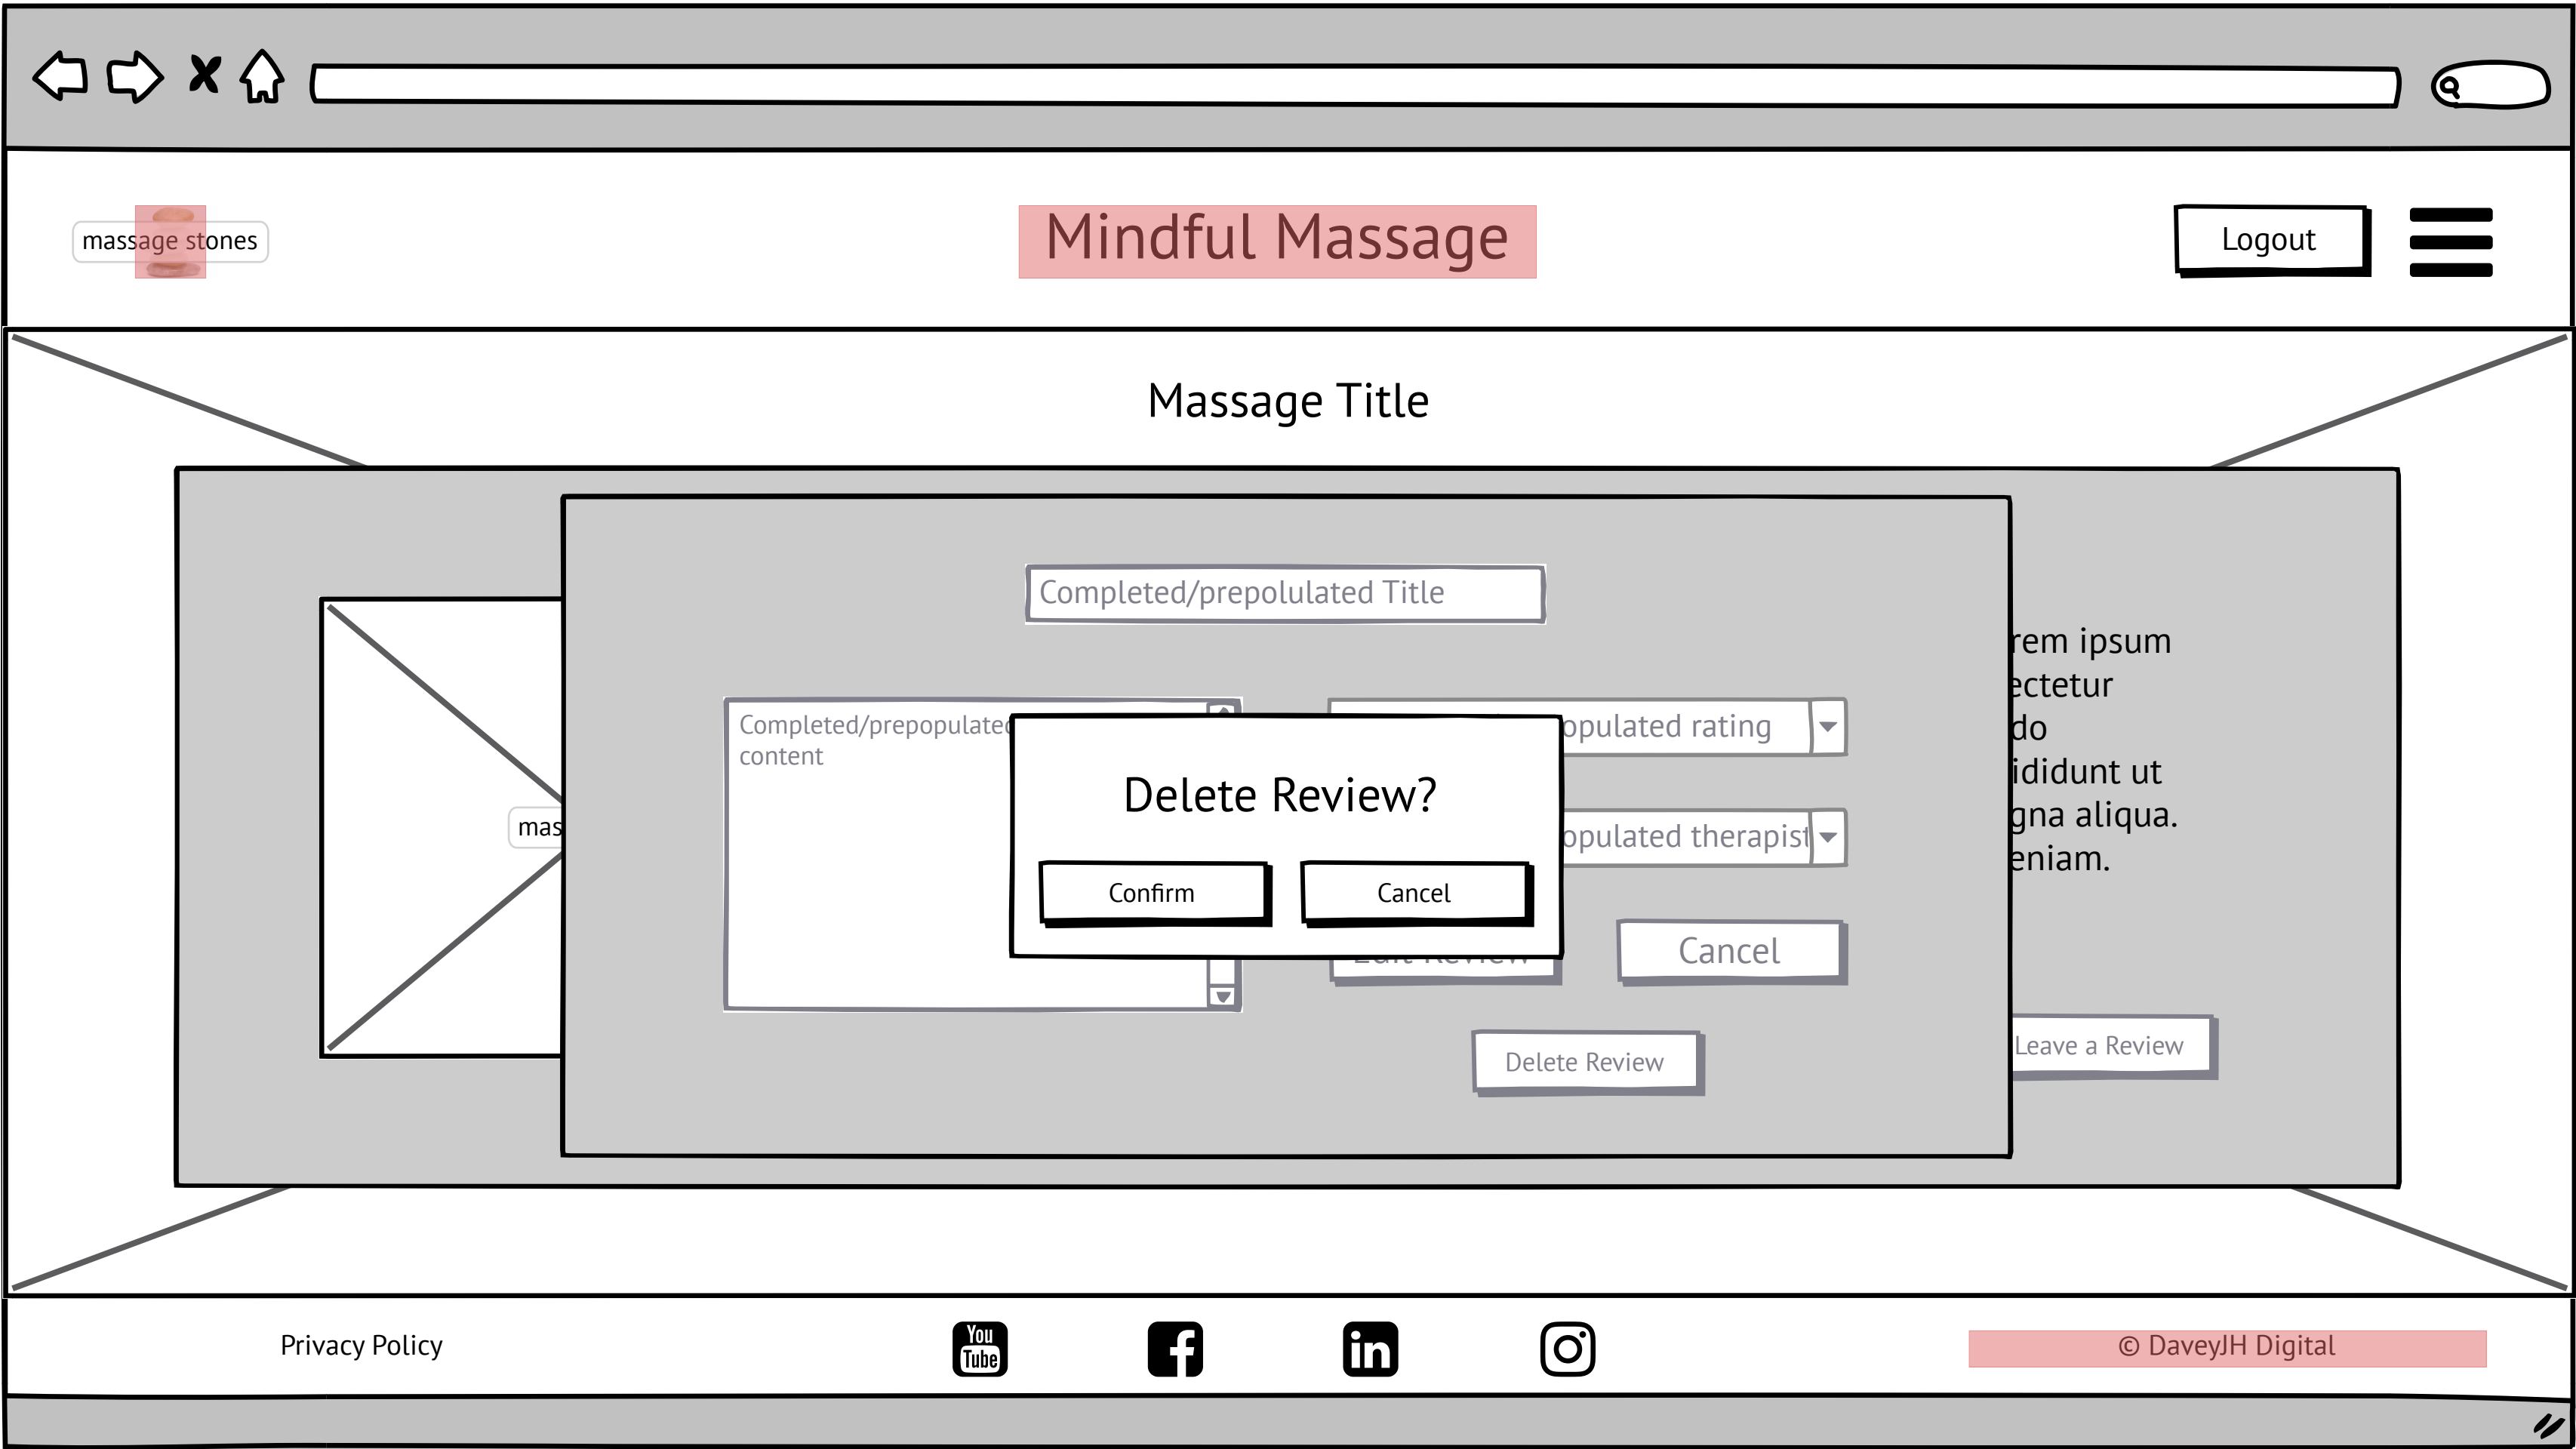 massage stones
Mindful Massage
Logout
Massage Title
Completed/prepolulated Title
rem ipsum
ectetur
do
ididunt ut
gna aliqua.
eniam.
Completed/prepopulated
content
opulated rating
opulated therapist
mas
Delete Review?
Confirm
Cancel
Edit Review
Cancel
Delete Review
Leave a Review
Privacy Policy
You
Tube
in
© DaveyJH Digital